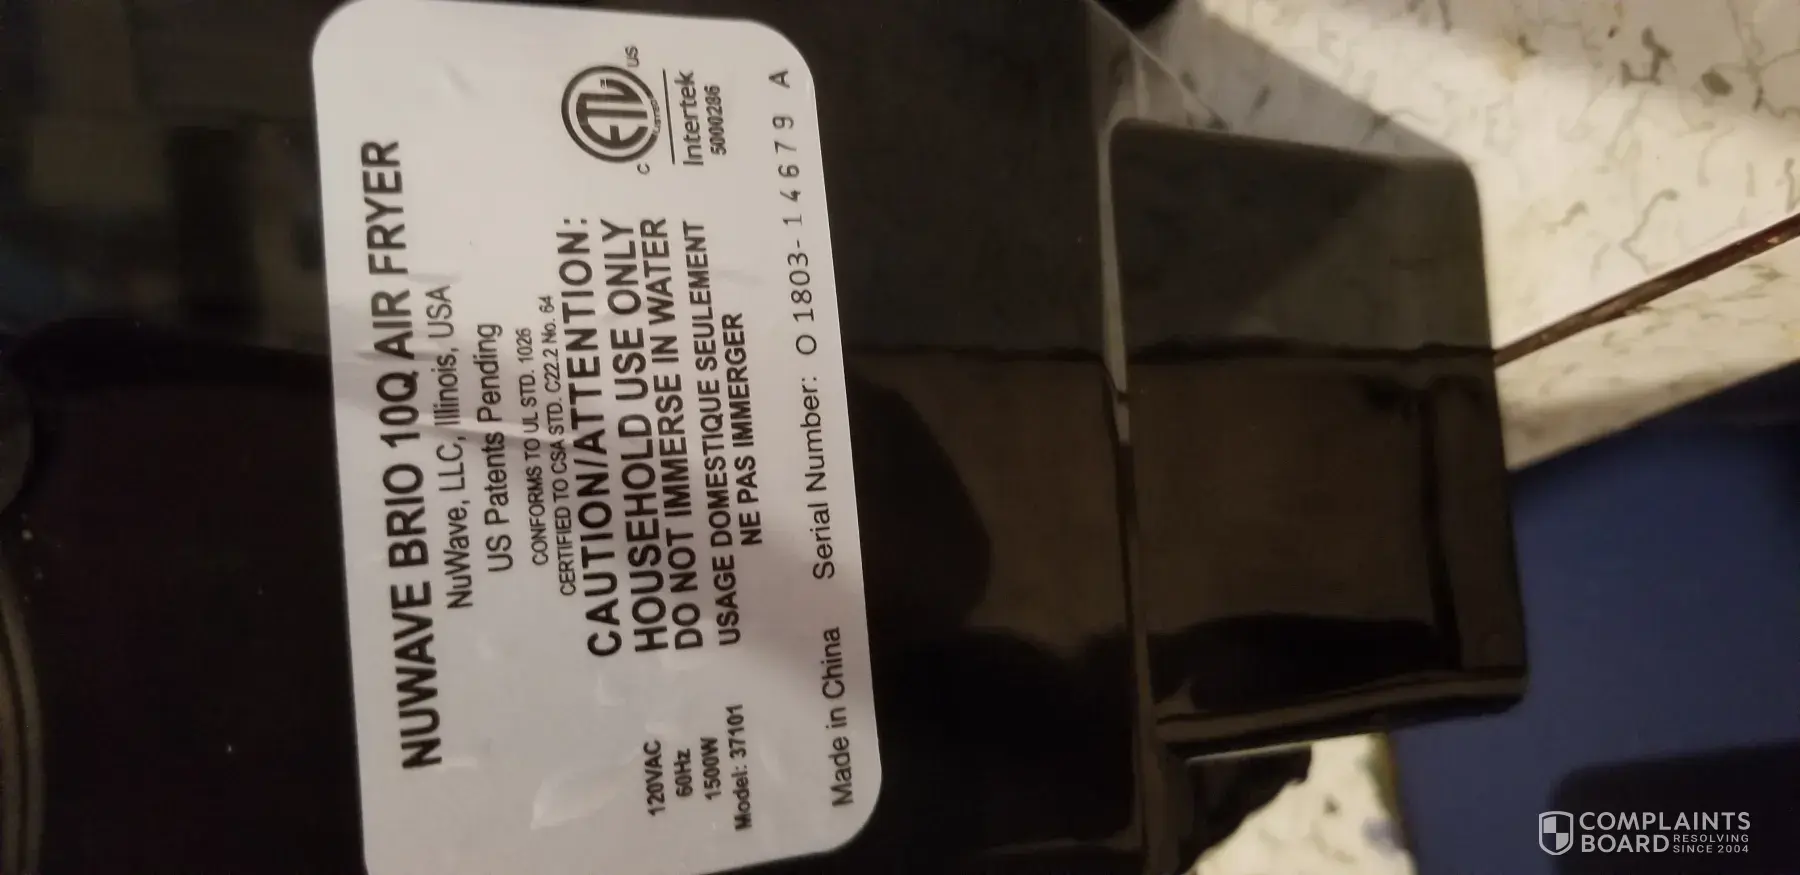 NUWAVE BRIO 10Q AIR FRYER
NuWave, LLC, Illinois, USA
US Patents Pending
CONFORMS TO UL STD. 1026
CERTIFIED TO CSA STD. C22.2 No. 64
CAUTION/ATTENTION:
HOUSEHOLD USE ONLY
DO NOT IMMERSE IN WATER
USAGE DOMESTIQUE SEULEMENT
NE PAS IMMERGER
120VAC
60Hz
1500W
Model: 37101
C ETL US
Intertek
5000286
Made in China Serial Number: O 1803-14679 A
COMPLAINTS
BOARD RESOLVING
SINCE 2004